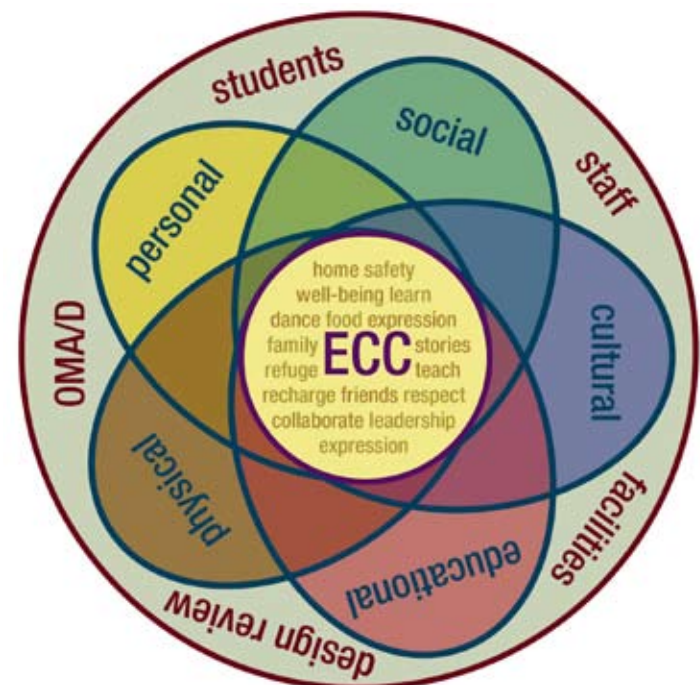 students
staff
facilities
design review
OMA/D
social
cultural
educational
physical
personal
home safety
well-being learn
dance food expression
family ECC stories
refuge teach
recharge friends respect
collaborate leadership
expression